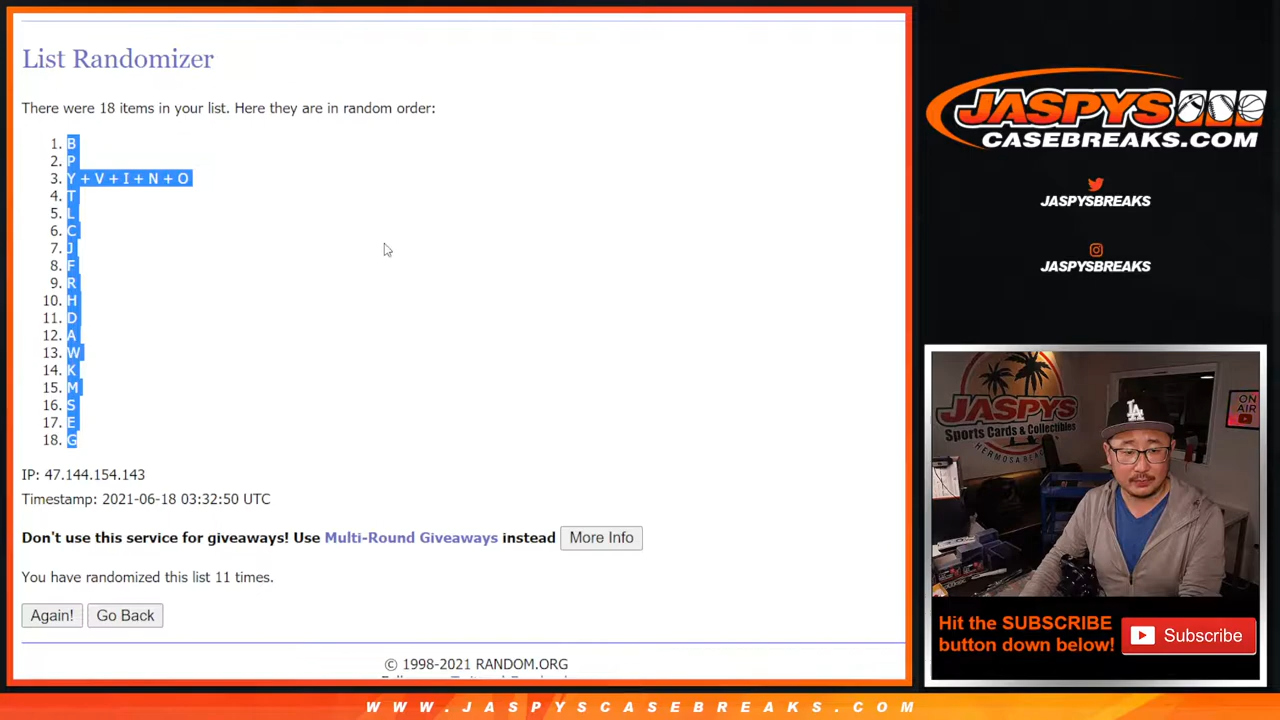 List Randomizer
There were 18 items in your list. Here they are in random order:
1. B
2. P
3. Y + V + I + N + O
4. T
5. L
6. C
7. J
8. F
9. R
10. H
11. D
12. A
13. W
14. K
15. M
16. S
17. E
18. G
IP: 47.144.154.143
Timestamp: 2021-06-18 03:32:50 UTC
Don't use this service for giveaways! Use Multi-Round Giveaways instead More Info
You have randomized this list 11 times.
Again! Go Back
© 1998-2021 RANDOM.ORG
JASPYS
CASEBREAKS.COM
JASPYSBREAKS
JASPYSBREAKS
JASPYS
Sports Cards & Collectibles
HERMOSA BEACH
LA
ON
AIR
Hit the SUBSCRIBE
button down below!
Subscribe
WWW.JASPYSCASEBREAKS.COM